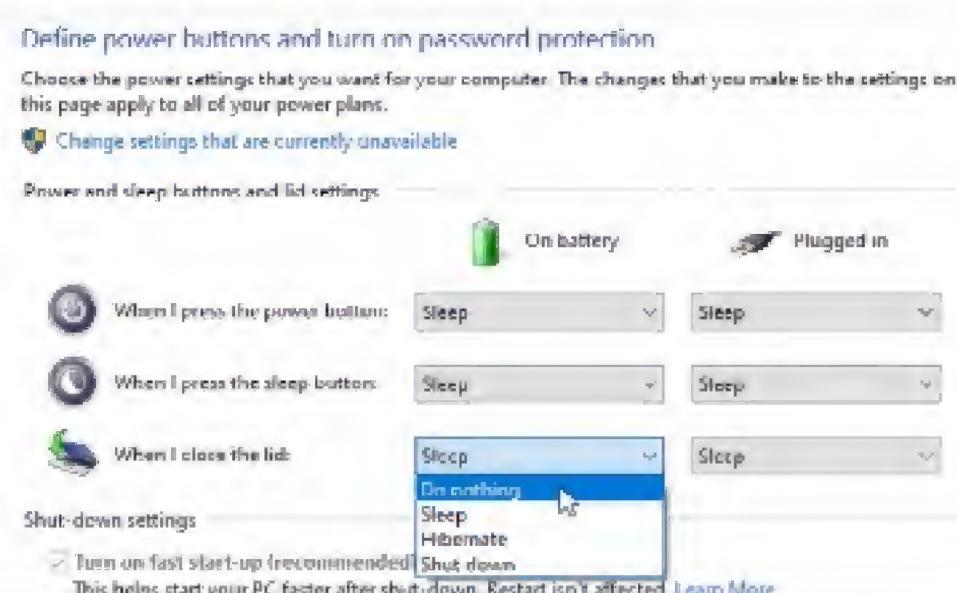 Define power buttons and turn on password protection
Choose the power settings that you want for your computer. The changes that you make to the settings on
this page apply to all of your power plans.
Change settings that are currently unavailable
Power and sleep buttons and lid settings
On battery Plugged in
When I press the power button: Sleep Sleep
When I press the sleep button: Sleep Sleep
When I close the lid: Sleep Sleep
Do nothing
Shut-down settings Sleep
Hibernate
Turn on fast start-up (recommended) Shut down
This helps start your PC faster after shut-down. Restart isn't affected. Learn More